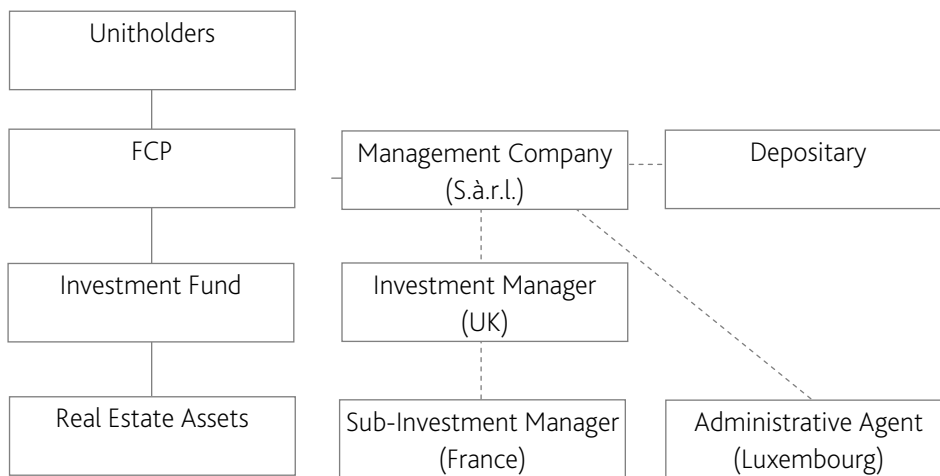 Unitholders
FCP
Management Company
(S.à.r.l.)
Depositary
Investment Fund
Investment Manager
(UK)
Real Estate Assets
Sub-Investment Manager
(France)
Administrative Agent
(Luxembourg)